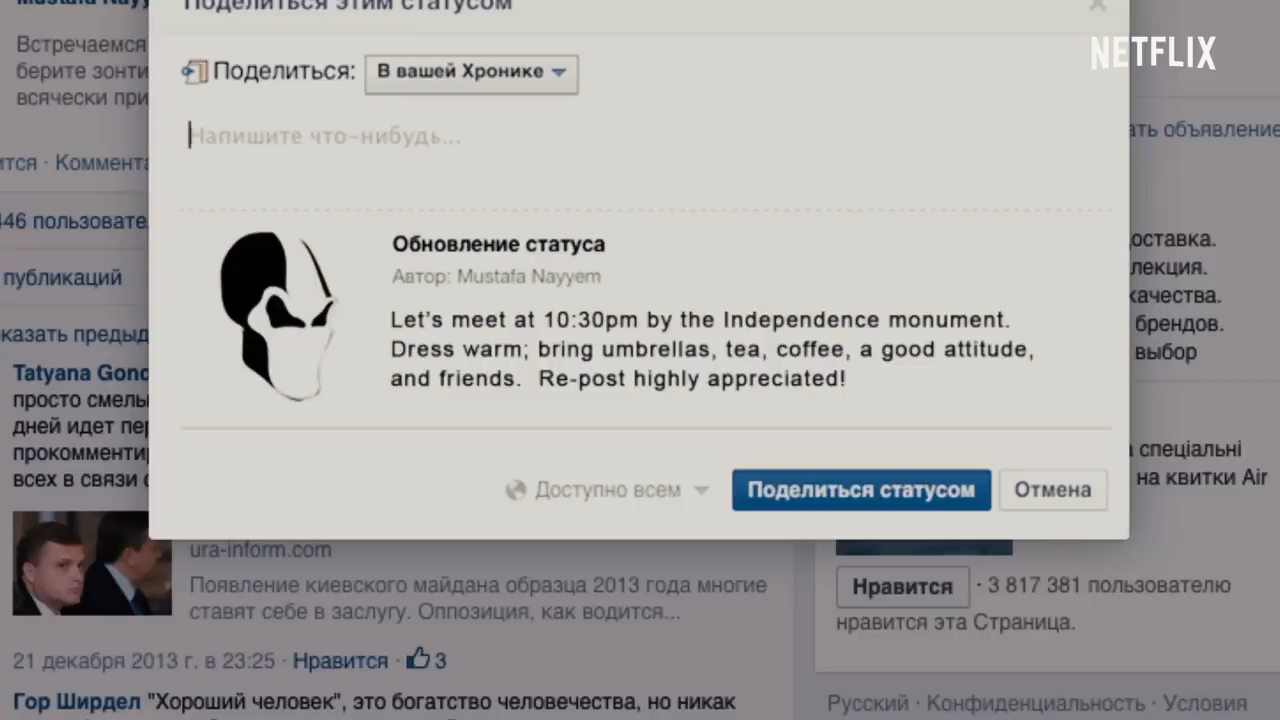 Поделиться этим статусом
NETFLIX
Встречаемся
берите зонти
всячески при
Поделиться: В вашей Хронике
Напишите что-нибудь...
ать объявление
ится · Коммента
446 пользовате
публикаций
оказать предыд
Обновление статуса
Автор: Mustafa Nayyem
Let's meet at 10:30pm by the Independence monument.
Dress warm; bring umbrellas, tea, coffee, a good attitude,
and friends. Re-post highly appreciated!
оставка.
лекция.
качества.
брендов.
выбор
Tatyana Gonc
просто смелы
дней идет пер
прокомментир
всех в связи с
спеціальні
на квитки Air
Доступно всем
Поделиться статусом
Отмена
ura-inform.com
Появление киевского майдана образца 2013 года многие
ставят себе в заслугу. Оппозиция, как водится...
21 декабря 2013 г. в 23:25 · Нравится · 3
Нравится · 3 817 381 пользователю
нравится эта Страница.
Гор Ширдел "Хороший человек", это богатство человечества, но никак
Русский · Конфиденциальность · Условия